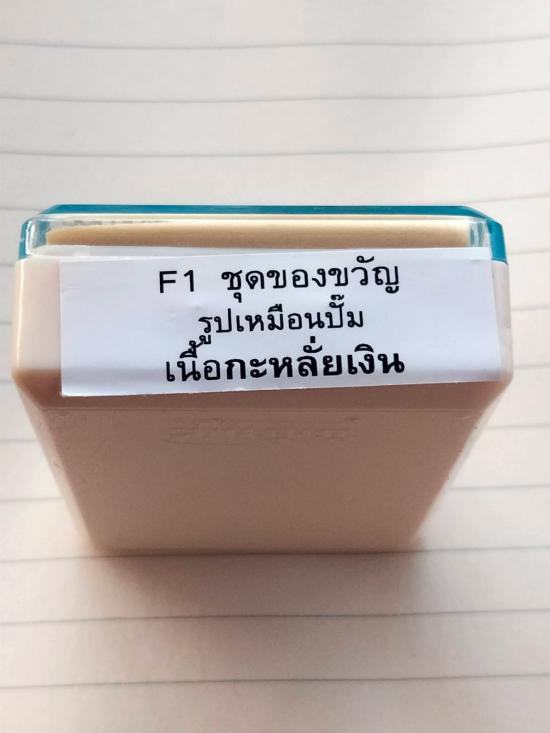 F1 ชุดของขวัญ
รูปเหมือนปั๊ม
เนื้อกะหลั่ยเงิน